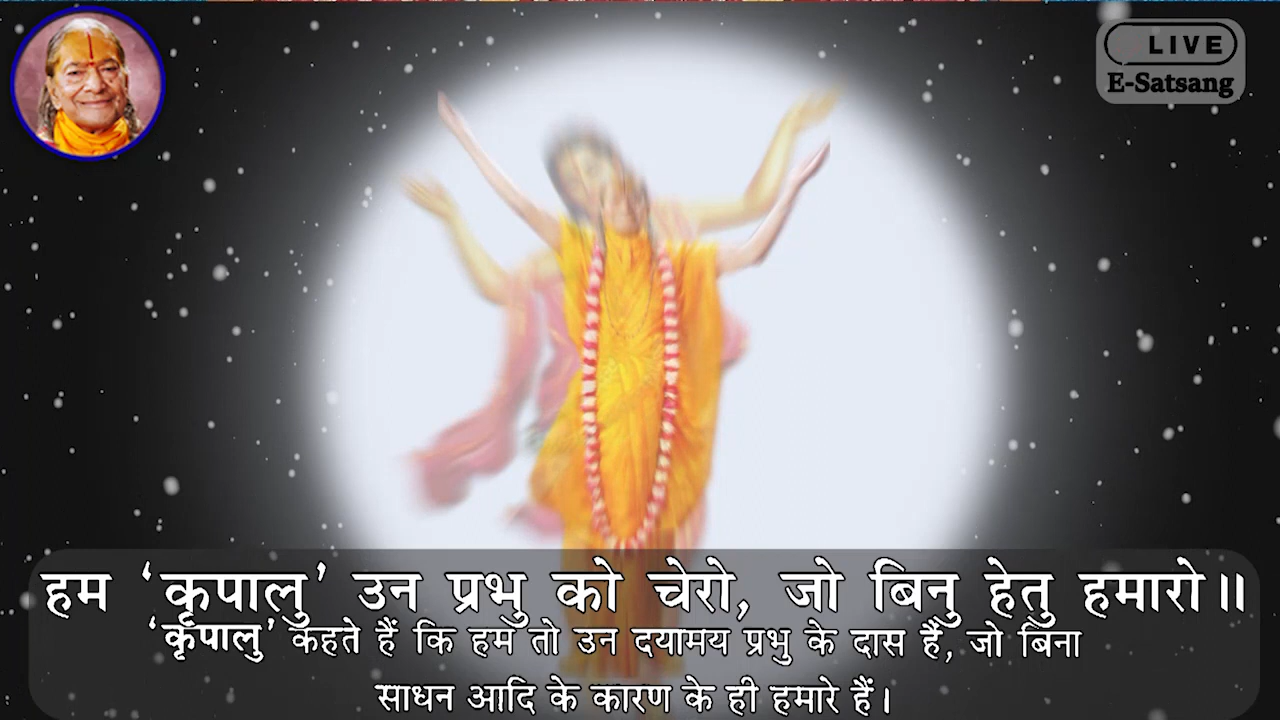 LIVE
E-Satsang
हम ‘कृपालु’ उन प्रभु को चेरो, जो बिनु हेतु हमारो॥
‘कृपालु’ कहते हैं कि हम तो उन दयामय प्रभु के दास हैं, जो बिना
साधन आदि के कारण के ही हमारे हैं।